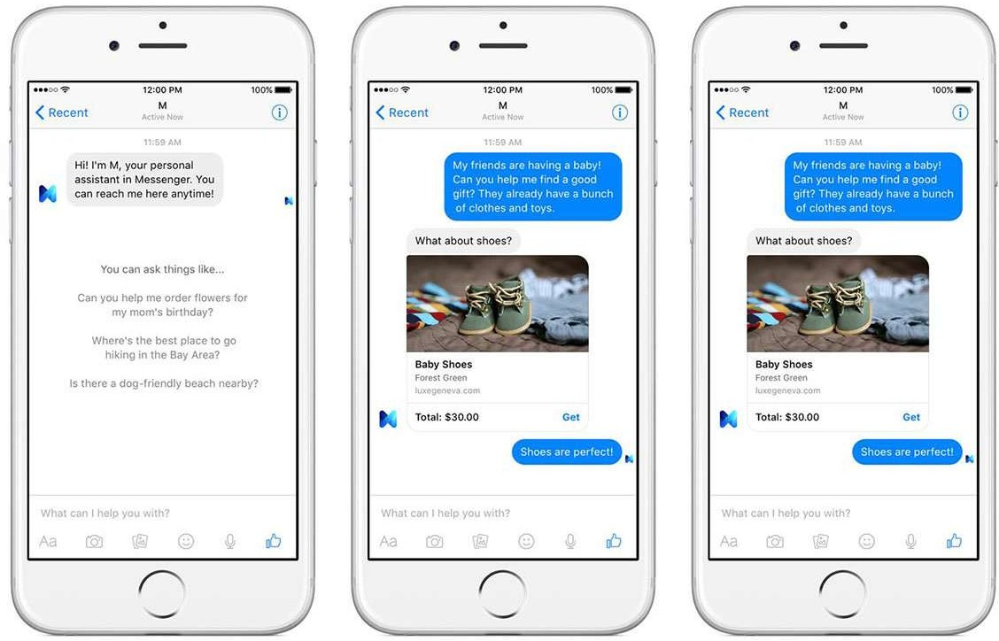 12:00 PM
100%
Recent
M
Active Now
11:59 AM
Hi! I'm M, your personal
assistant in Messenger. You
can reach me here anytime!
You can ask things like...
Can you help me order flowers for
my mom's birthday?
Where's the best place to go
hiking in the Bay Area?
Is there a dog-friendly beach nearby?
What can I help you with?
Aa
12:00 PM
100%
Recent
M
Active Now
11:59 AM
My friends are having a baby!
Can you help me find a good
gift? They already have a bunch
of clothes and toys.
What about shoes?
Baby Shoes
Forest Green
luxegeneva.com
Total: $30.00
Get
Shoes are perfect!
What can I help you with?
Aa
12:00 PM
100%
Recent
M
Active Now
11:59 AM
My friends are having a baby!
Can you help me find a good
gift? They already have a bunch
of clothes and toys.
What about shoes?
Baby Shoes
Forest Green
luxegeneva.com
Total: $30.00
Get
Shoes are perfect!
What can I help you with?
Aa